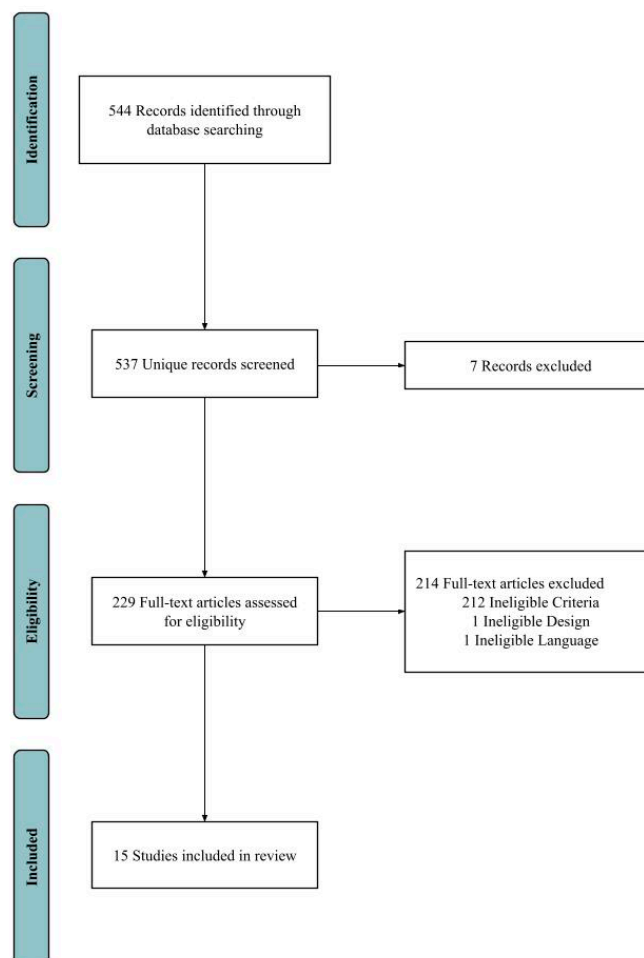 Identification
544 Records identified through
database searching
Screening
537 Unique records screened
7 Records excluded
Eligibility
229 Full-text articles assessed
for eligibility
214 Full-text articles excluded
212 Ineligible Criteria
1 Ineligible Design
1 Ineligible Language
Included
15 Studies included in review